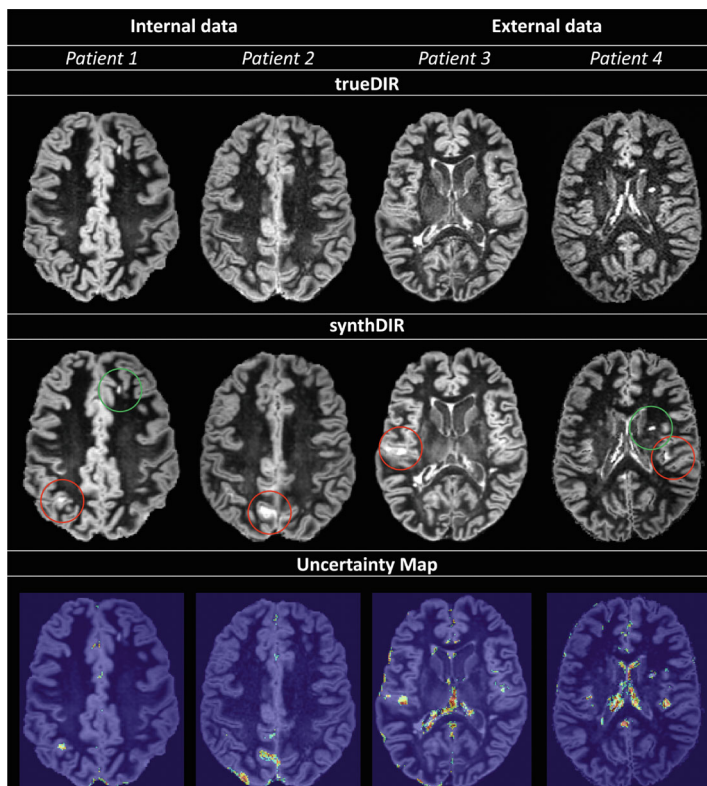 Internal data External data
Patient 1 Patient 2 Patient 3 Patient 4
trueDIR
synthDIR
Uncertainty Map